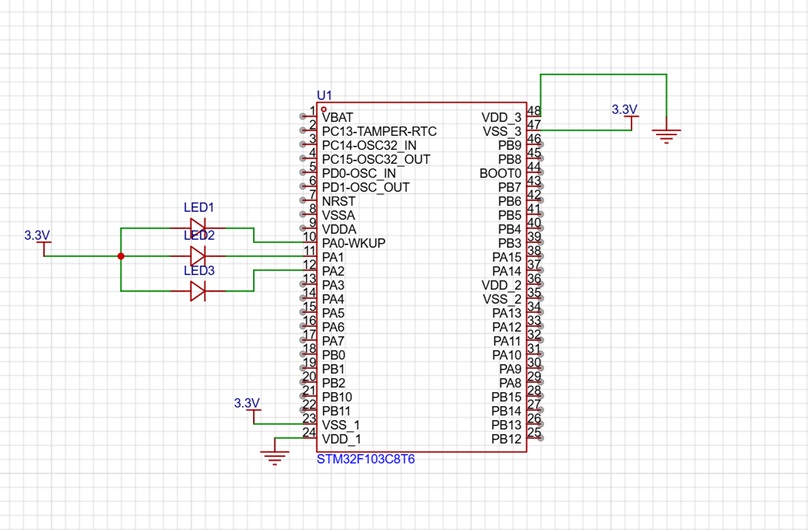 U1
1 VBAT
2 PC13-TAMPER-RTC
3 PC14-OSC32_IN
4 PC15-OSC32_OUT
5 PD0-OSC_IN
6 PD1-OSC_OUT
7 NRST
8 VSSA
9 VDDA
10 PA0-WKUP
11 PA1
12 PA2
13 PA3
14 PA4
15 PA5
16 PA6
17 PA7
18 PB0
19 PB1
20 PB2
21 PB10
22 PB11
23 VSS_1
24 VDD_1
VDD_3 48
VSS_3 47
PB9 46
PB8 45
BOOT0 44
PB7 43
PB6 42
PB5 41
PB4 40
PB3 39
PA15 38
PA14 37
VDD_2 36
VSS_2 35
PA13 34
PA12 33
PA11 32
PA10 31
PA9 30
PA8 29
PB15 28
PB14 27
PB13 26
PB12 25
STM32F103C8T6
3.3V
LED1
LED2
LED3
3.3V
3.3V